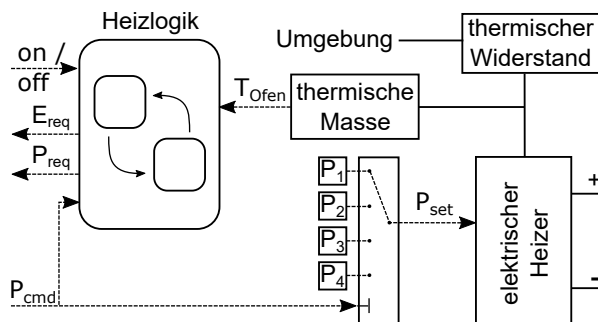 Heizlogik
on /
off
E_req
P_req
P_cmd
Umgebung
thermischer
Widerstand
T_Ofen
thermische
Masse
P_1
P_2
P_3
P_4
P_set
elektrischer
Heizer
+
-